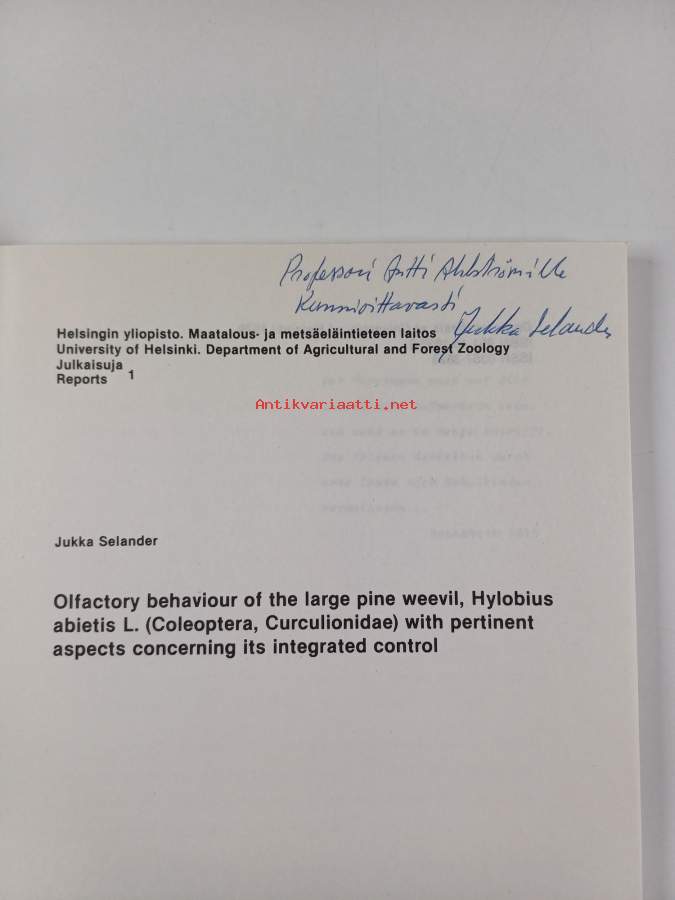 Professori Antti Ahlströmille
Kunnioittavasti
Jukka Selander
Helsingin yliopisto. Maatalous- ja metsäeläintieteen laitos
University of Helsinki. Department of Agricultural and Forest Zoology
Julkaisuja
Reports 1
Antikvariaatti.net
Jukka Selander
Olfactory behaviour of the large pine weevil, Hylobius
abietis L. (Coleoptera, Curculionidae) with pertinent
aspects concerning its integrated control